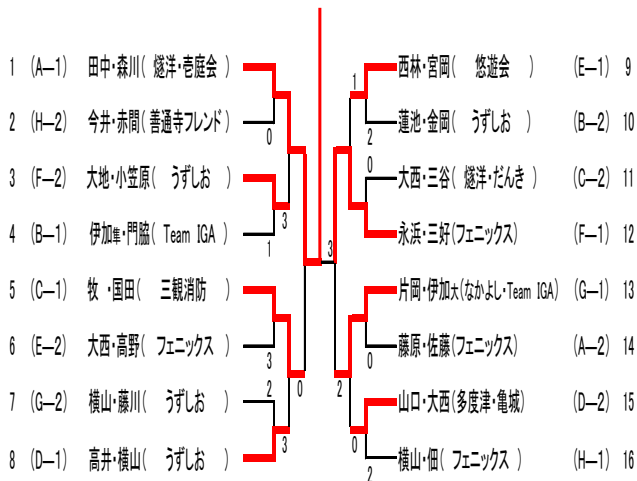 1 (A—1) 田中・森川( 燧洋・壱庭会 )
2 (H—2) 今井・赤間(善通寺フレンド)
0
3 (F—2) 大地・小笠原( うずしお )
3
4 (B—1) 伊加隼・門脇( Team IGA )
1
5 (C—1) 牧 ・国田( 三観消防 )
6 (E—2) 大西・高野( フェニックス )
3
0
7 (G—2) 横山・藤川( うずしお )
2
3
8 (D—1) 高井・横山( うずしお )
3
1
西林・宮岡( 悠遊会 ) (E—1) 9
蓮池・金岡( うずしお ) (B—2) 10
2
0
大西・三谷( 燧洋・だんき ) (C—2) 11
永浜・三好(フェニックス) (F—1) 12
片岡・伊加大(なかよし・Team IGA) (G—1) 13
藤原・佐藤(フェニックス) (A—2) 14
0
2
山口・大西(多度津・亀城) (D—2) 15
0
横山・佃( フェニックス ) (H—1) 16
2